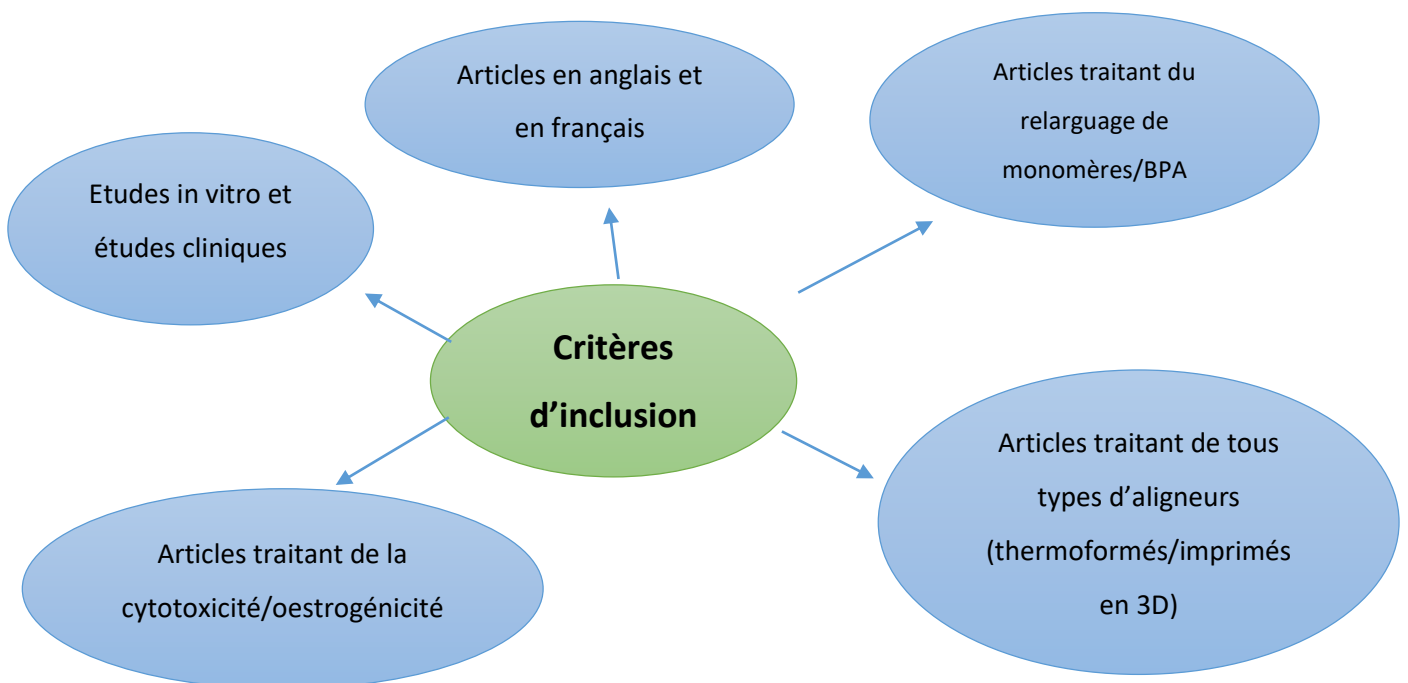 Articles en anglais et
en français
Articles traitant du
relarguage de
monomères/BPA
Etudes in vitro et
études cliniques
Critères
d’inclusion
Articles traitant de tous
types d’aligneurs
(thermoformés/imprimés
en 3D)
Articles traitant de la
cytotoxicité/oestrogénicité